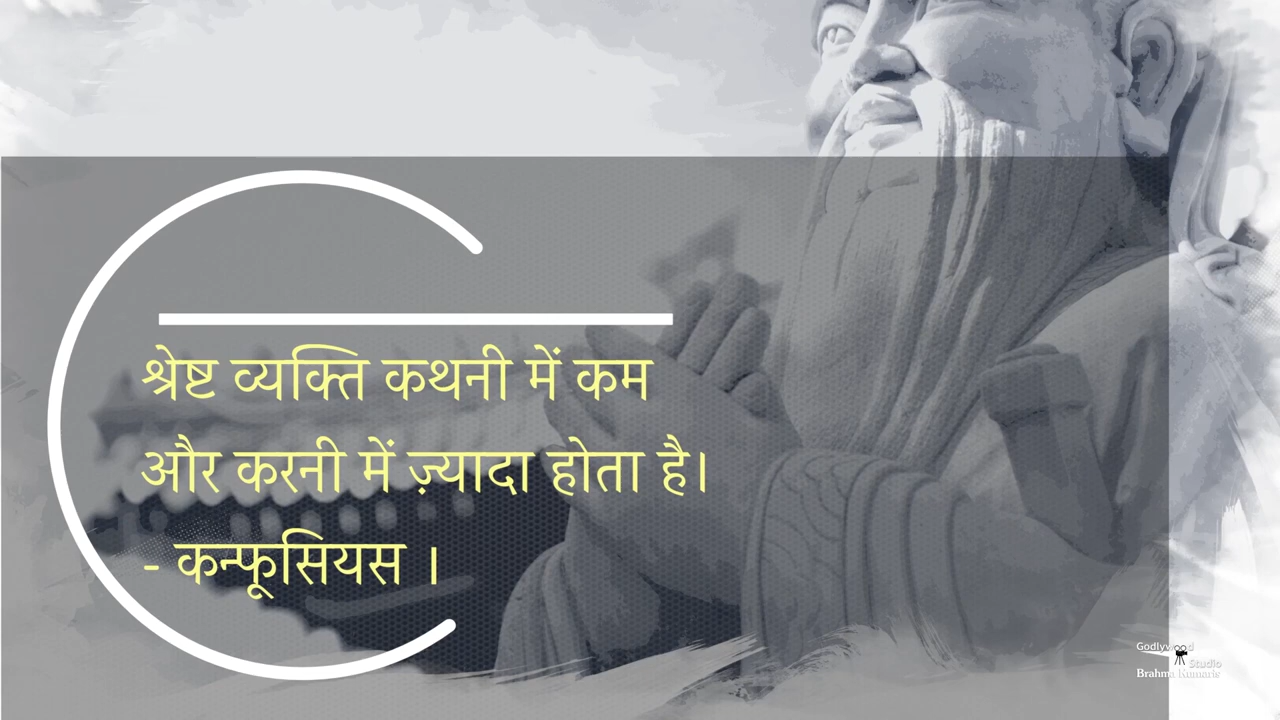 श्रेष्ट व्यक्ति कथनी में कम
और करनी में ज़्यादा होता है।
- कन्फूसियस ।
Godlywood
Studio
Brahma Kumaris